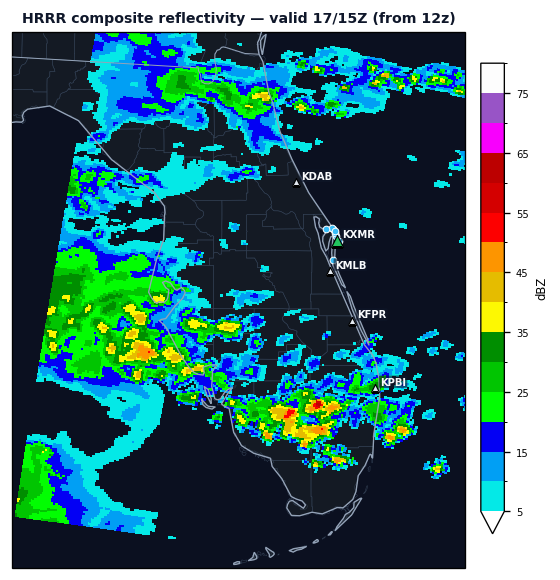 HRRR composite reflectivity — valid 17/15Z (from 12z)
KDAB
KXMR
KMLB
KFPR
KPBI
75
65
55
45
35
25
15
5
dBZ